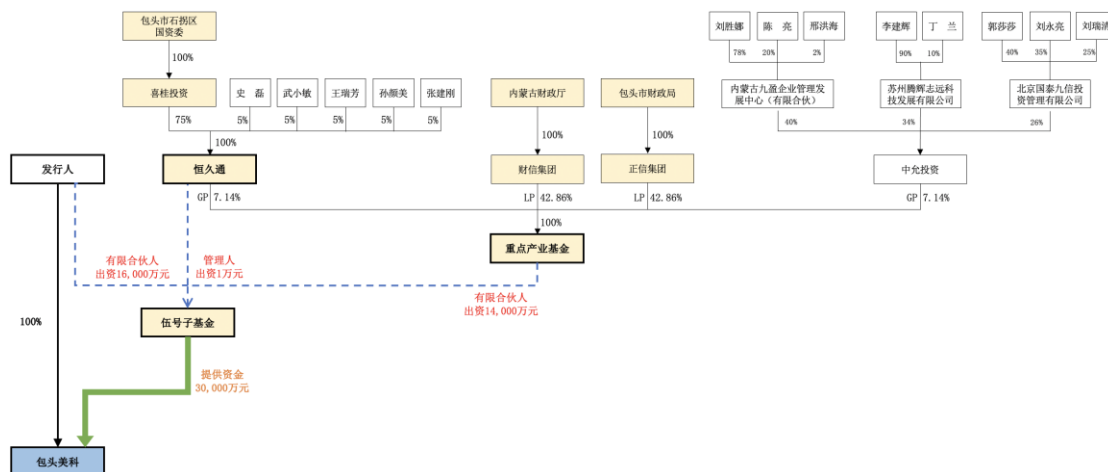 包头市石拐区
国资委
刘胜娜
陈 亮
邢洪海
李建辉
丁 兰
郭莎莎
刘永亮
刘瑞清
100%
78%
20%
2%
90%
10%
40%
35%
25%
喜桂投资
史 磊
武小敏
王瑞芳
孙颜美
张建刚
内蒙古财政厅
包头市财政局
内蒙古九盈企业管理发
展中心(有限合伙)
苏州腾辉志远科
技发展有限公司
北京国泰九信投
资管理有限公司
75%
5%
5%
5%
5%
5%
40%
34%
26%
100%
100%
100%
发行人
恒久通
财信集团
正信集团
中允投资
GP 7.14%
LP 42.86%
LP 42.86%
GP 7.14%
100%
重点产业基金
有限合伙人
出资16,000万元
管理人
出资1万元
有限合伙人
出资14,000万元
100%
伍号子基金
提供资金
30,000万元
包头美科